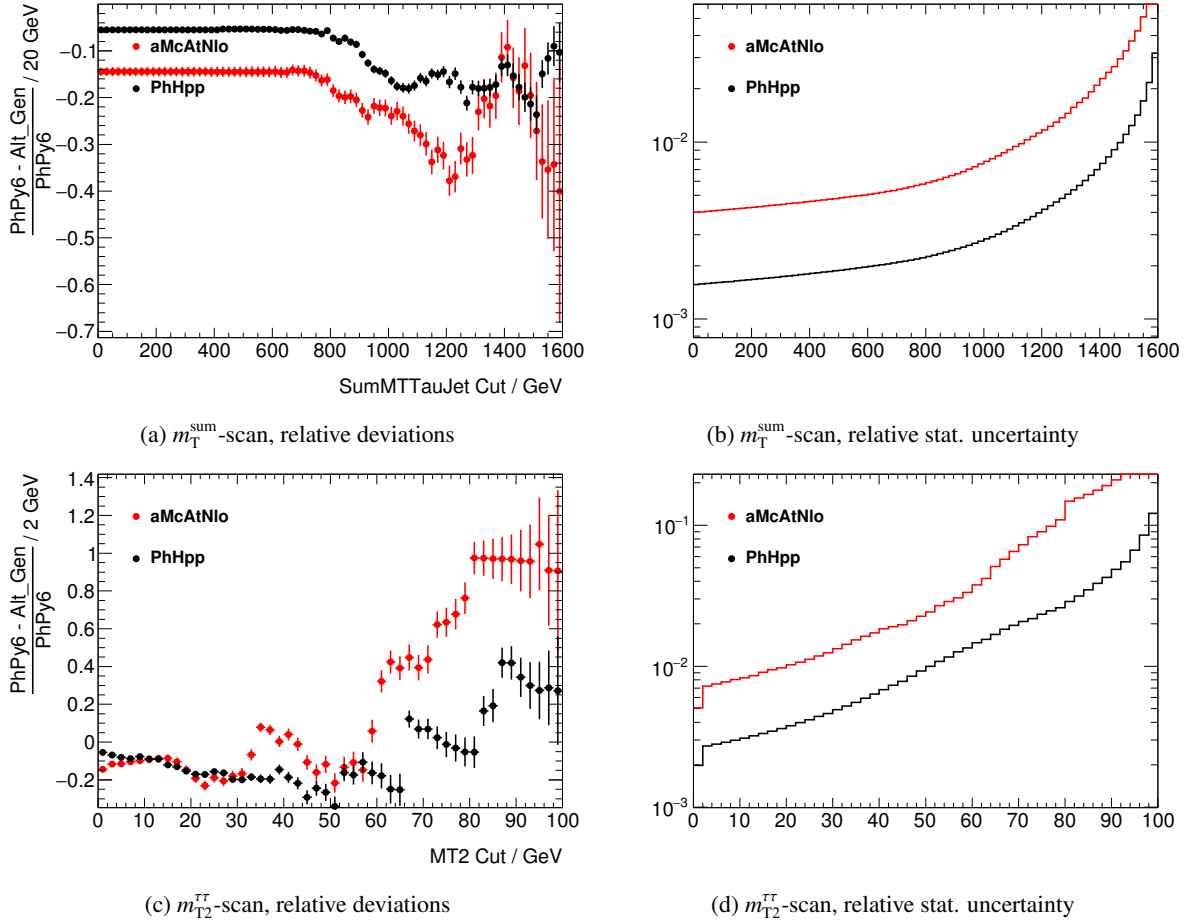 PhPy6 - Alt_Gen / 20 GeV
PhPy6
−0.1
−0.2
−0.3
−0.4
−0.5
−0.6
−0.7
aMcAtNlo
PhHpp
0 200 400 600 800 1000 1200 1400 1600
SumMTTauJet Cut / GeV
(a) m_T^sum-scan, relative deviations
10^−2
10^−3
aMcAtNlo
PhHpp
0 200 400 600 800 1000 1200 1400 1600
(b) m_T^sum-scan, relative stat. uncertainty
PhPy6 - Alt_Gen / 2 GeV
PhPy6
1.4
1.2
1
0.8
0.6
0.4
0.2
0
−0.2
aMcAtNlo
PhHpp
0 10 20 30 40 50 60 70 80 90 100
MT2 Cut / GeV
(c) m_T2^ττ-scan, relative deviations
10^−1
10^−2
10^−3
aMcAtNlo
PhHpp
0 10 20 30 40 50 60 70 80 90 100
(d) m_T2^ττ-scan, relative stat. uncertainty